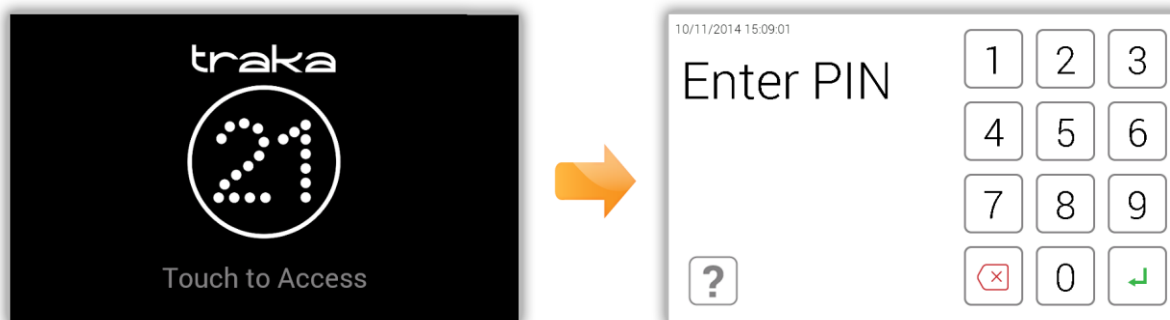 traka
21
Touch to Access
10/11/2014 15:09:01
Enter PIN
1 2 3
4 5 6
7 8 9
0
?